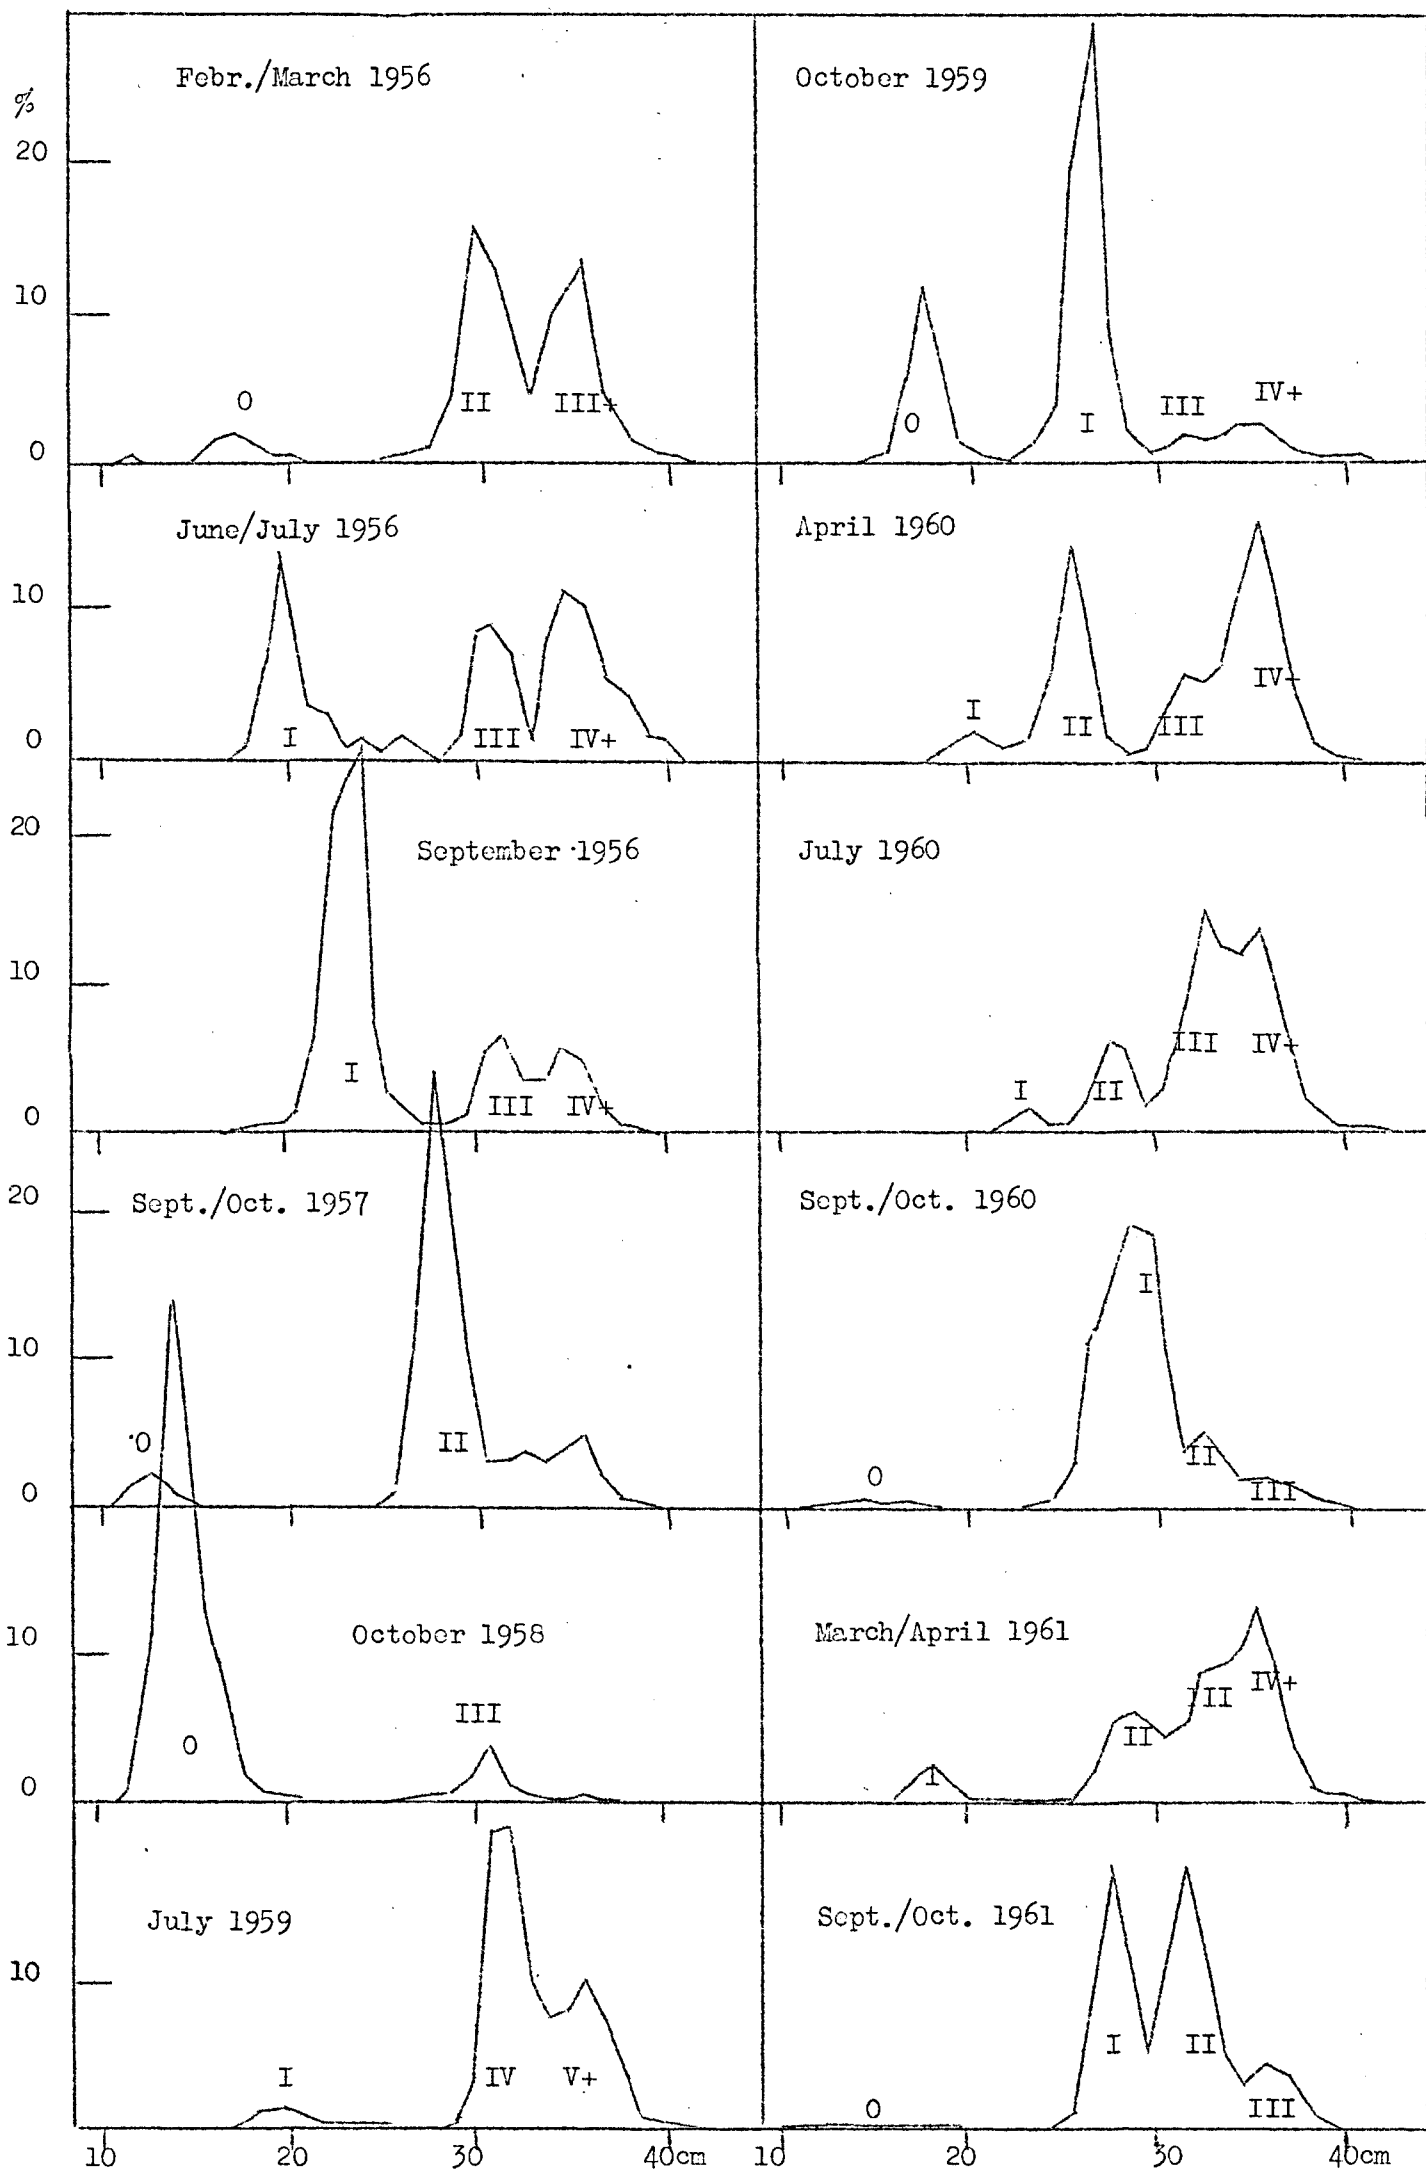 Febr./March 1956
%
20
10
0
O
II
III+
June/July 1956
10
0
I
III
IV+
September 1956
20
10
0
I
III
IV+
Sept./Oct. 1957
20
10
0
O
II
October 1958
10
0
O
III
July 1959
10
I
IV
V+
10
20
30
40cm
October 1959
O
I
III
IV+
April 1960
I
II
III
IV+
July 1960
I
II
III
IV+
Sept./Oct. 1960
O
I
II
III
March/April 1961
I
II
III
IV+
Sept./Oct. 1961
O
I
II
III
10
20
30
40cm